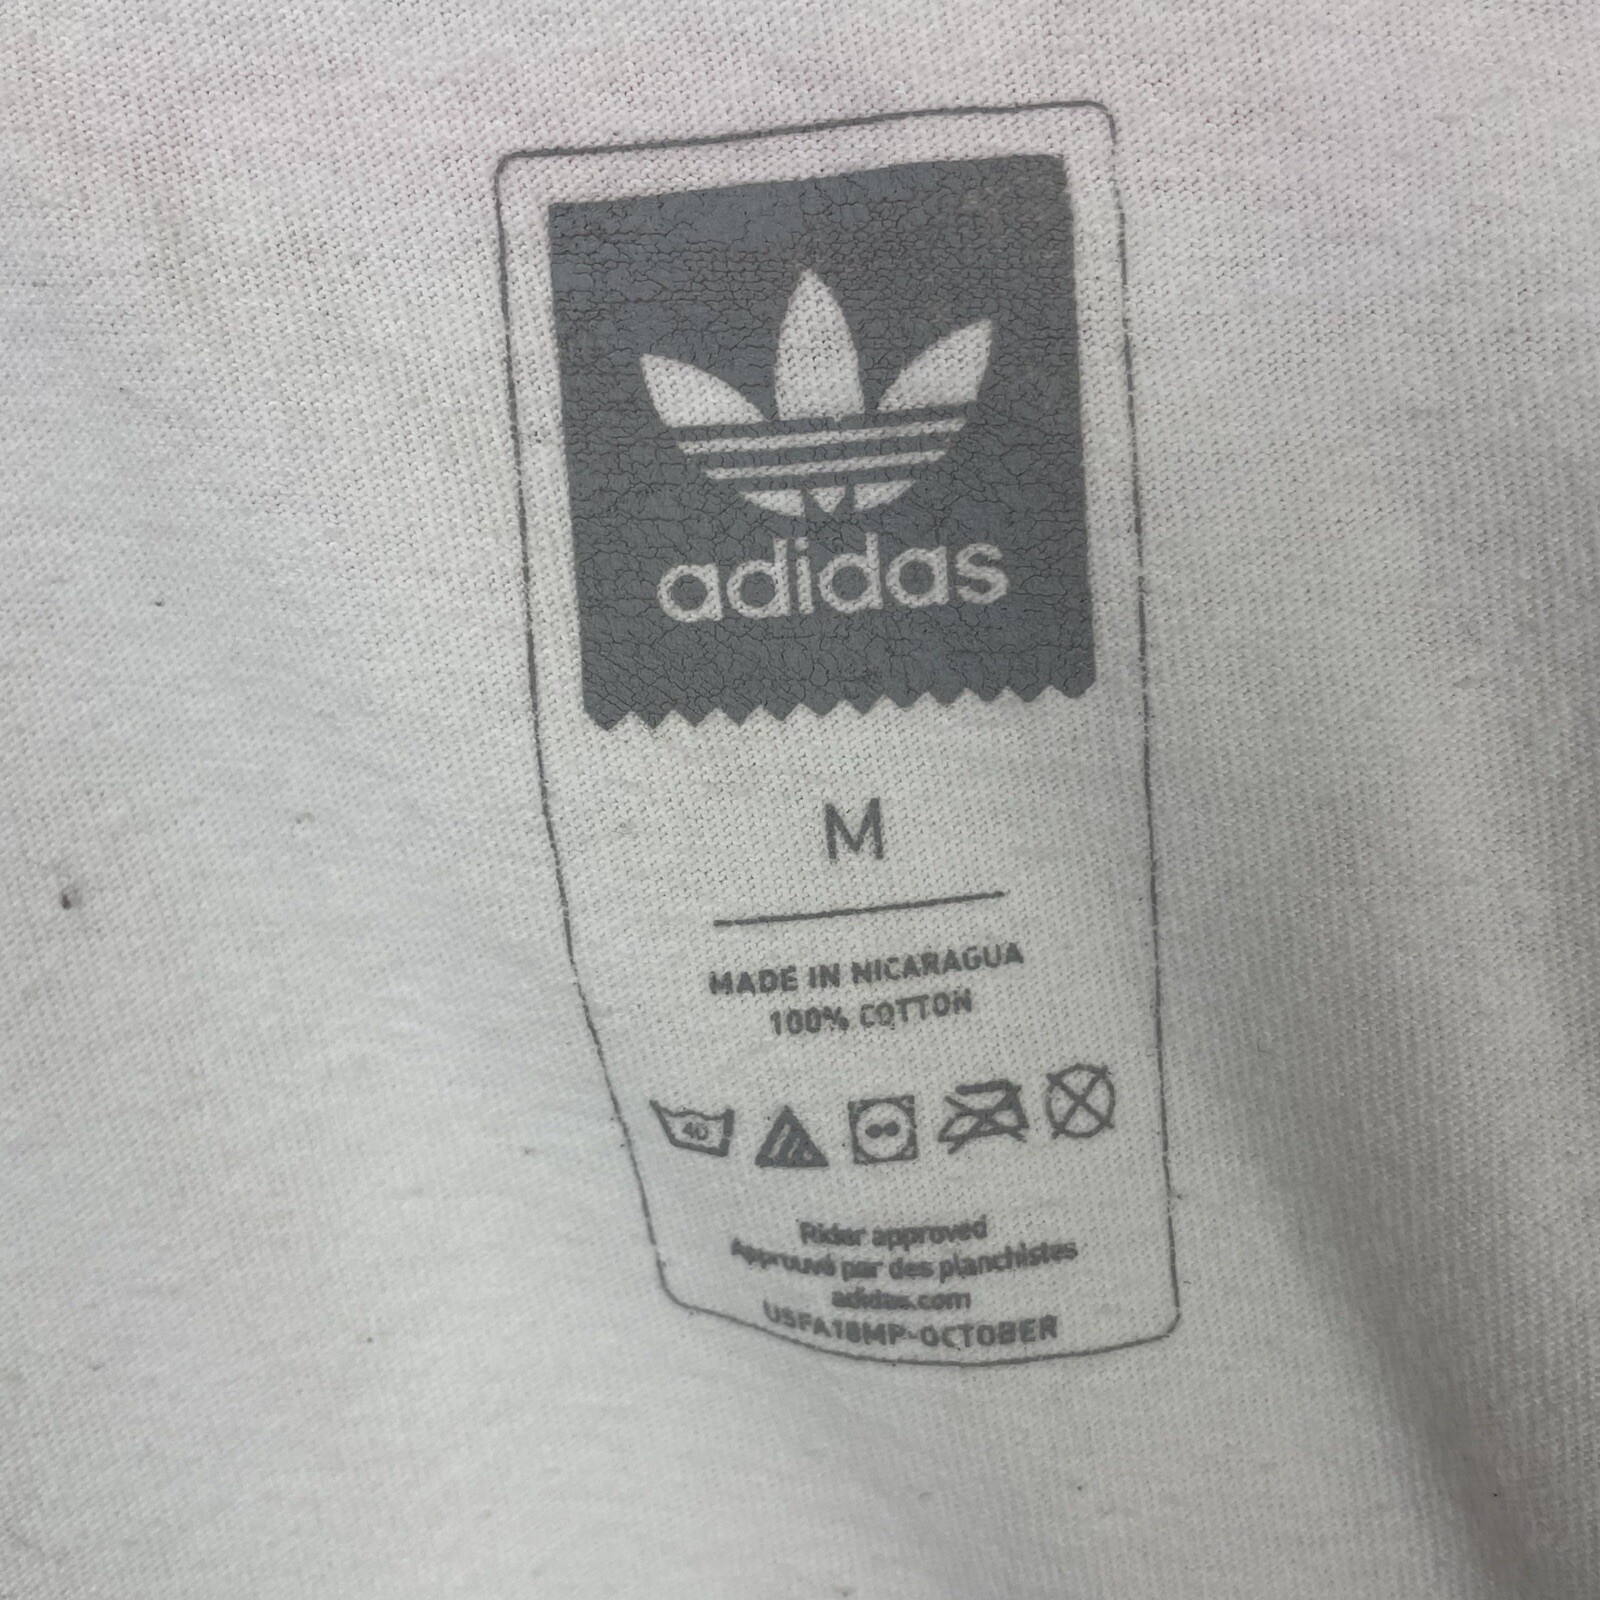 adidas
M
MADE IN NICARAGUA
100% COTTON
40
Rider approved
Approuvé par des planchistes
adidas.com
USFA18MP-OCTOBER